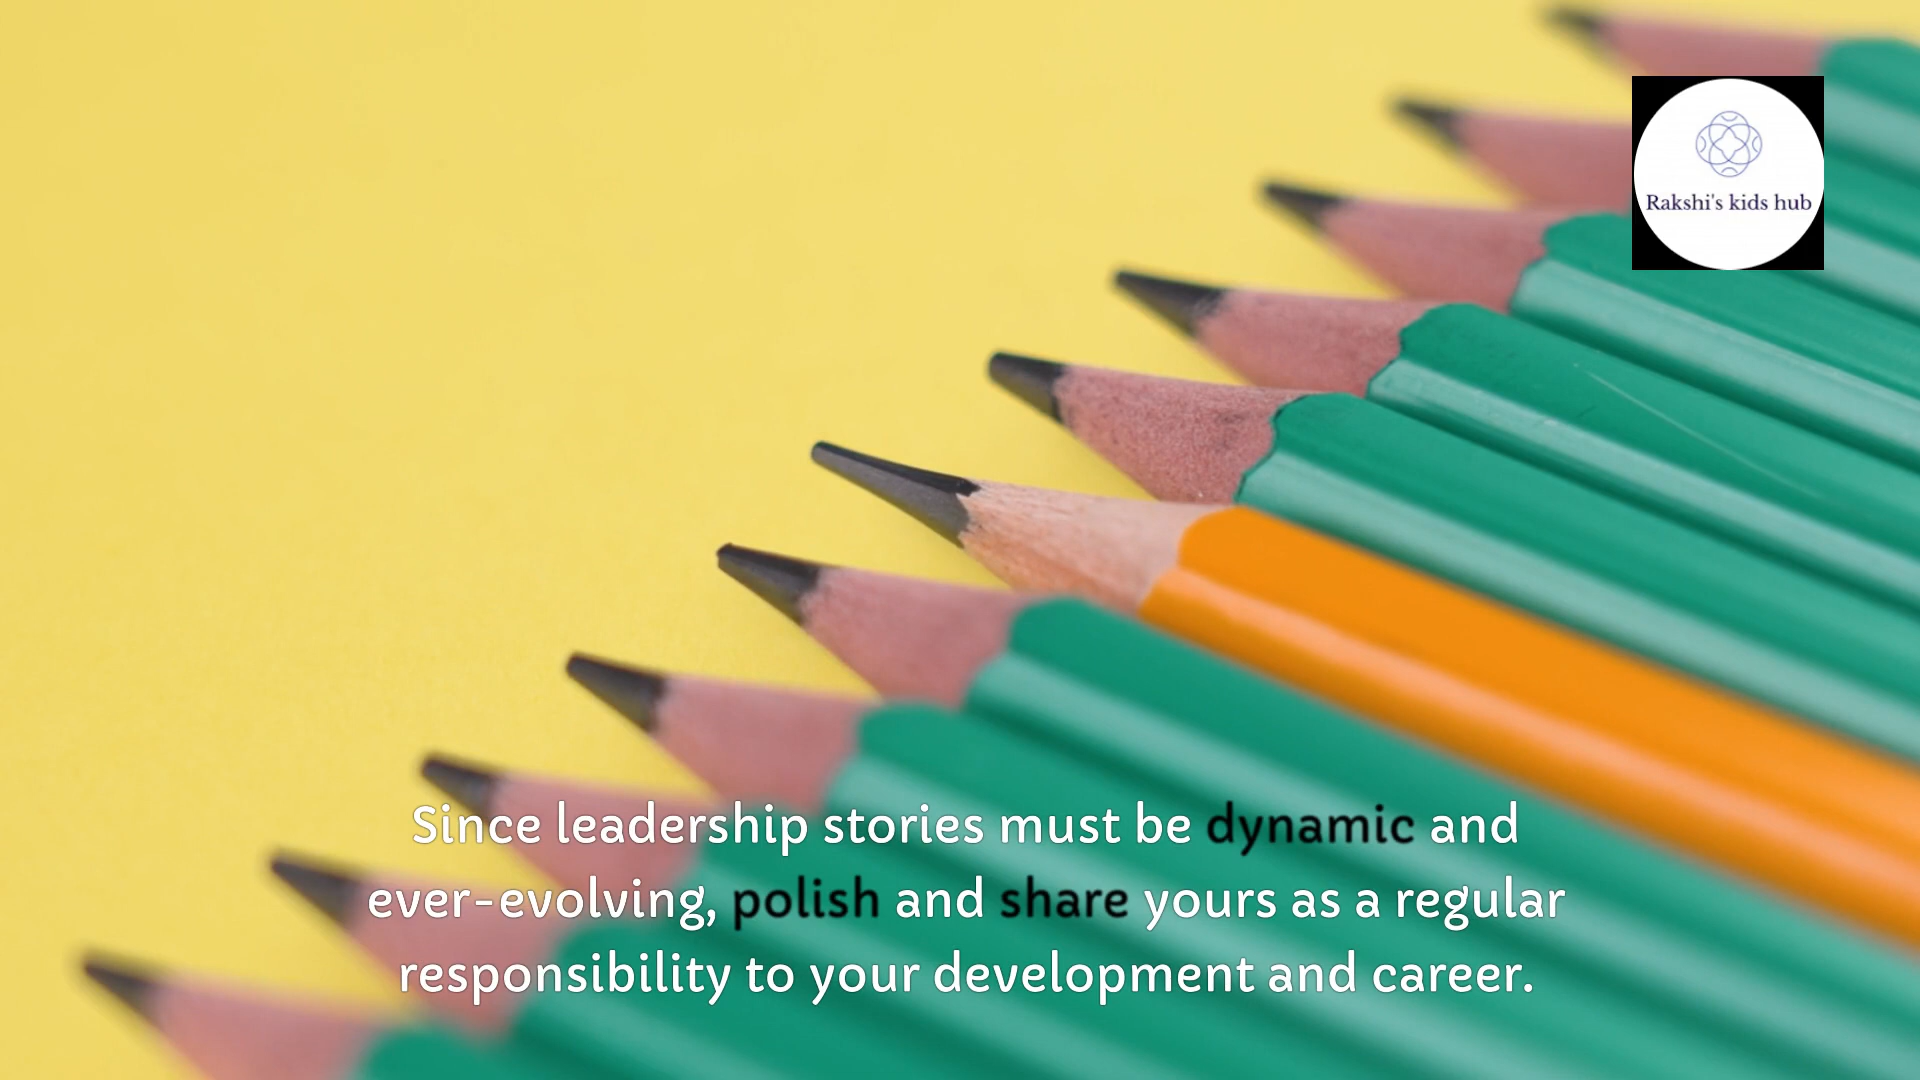 Rakshi's kids hub
Since leadership stories must be dynamic and
ever-evolving, polish and share yours as a regular
responsibility to your development and career.